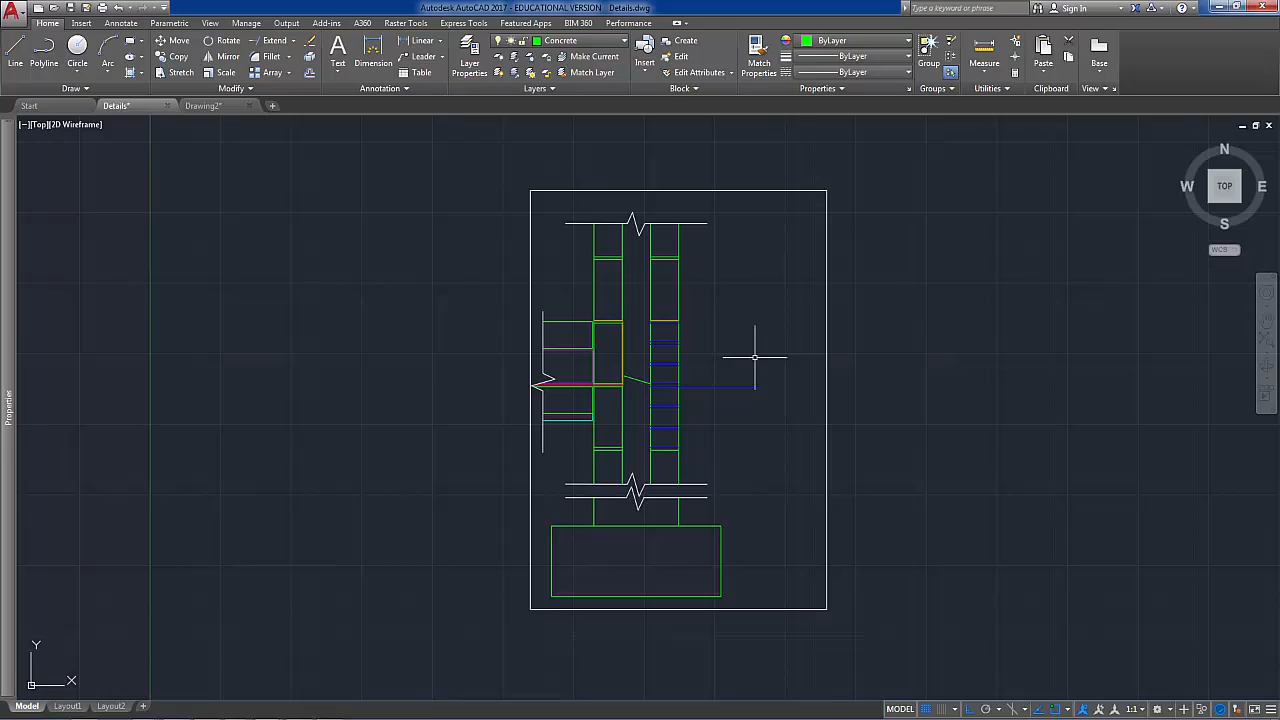 Autodesk AutoCAD 2017 - EDUCATIONAL VERSION Details.dwg
Type a keyword or phrase
Sign In
Home Insert Annotate Parametric View Manage Output Add-ins A360 Raster Tools Express Tools Featured Apps BIM 360 Performance
Line Polyline Circle Arc
Move Rotate Extend
Copy Mirror Fillet
Stretch Scale Array
Text Dimension
Linear
Leader
Table
Layer Properties
Concrete
Make Current
Match Layer
Insert
Create
Edit
Edit Attributes
Match Properties
ByLayer
ByLayer
ByLayer
Group Measure Paste Base
Draw Modify Annotation Layers Block Properties Groups Utilities Clipboard View
Start Details* Drawing2*
[−][Top][2D Wireframe]
N
W TOP E
S
WCS
Properties
Y
X
Model Layout1 Layout2
MODEL 1:1